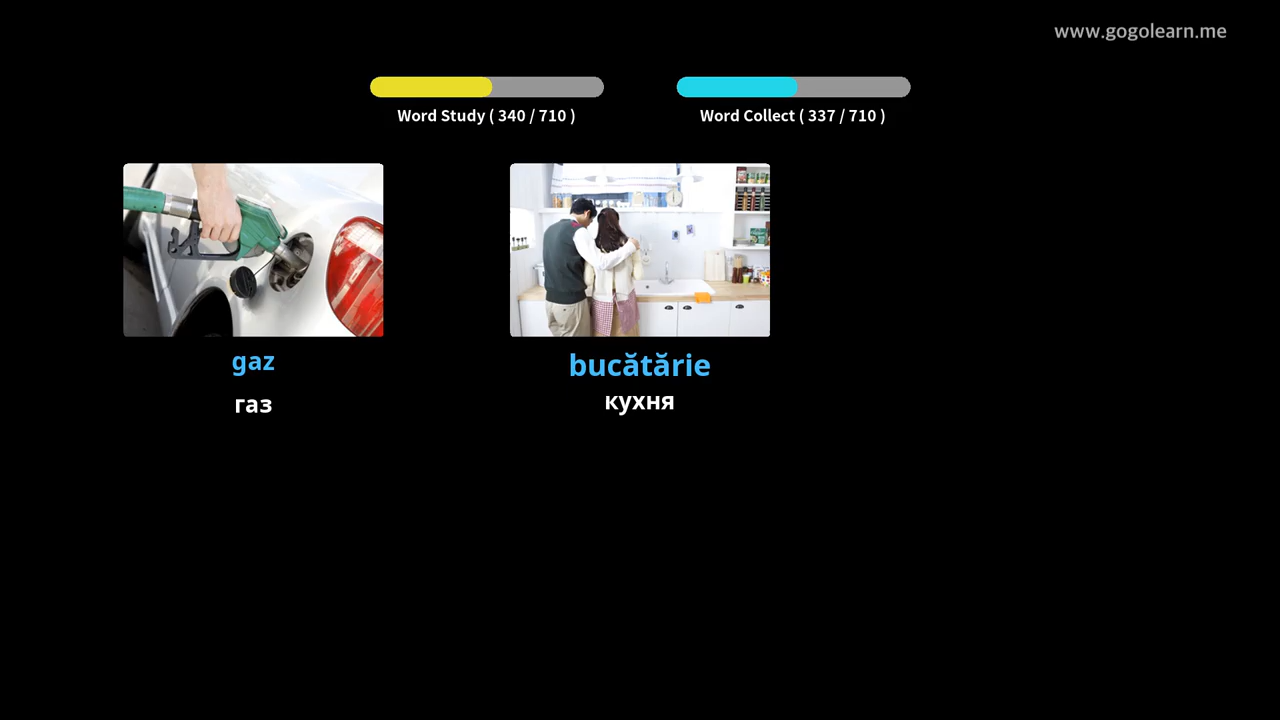 www.gogolearn.me
Word Study ( 340 / 710 )
Word Collect ( 337 / 710 )
gaz
газ
bucătărie
кухня